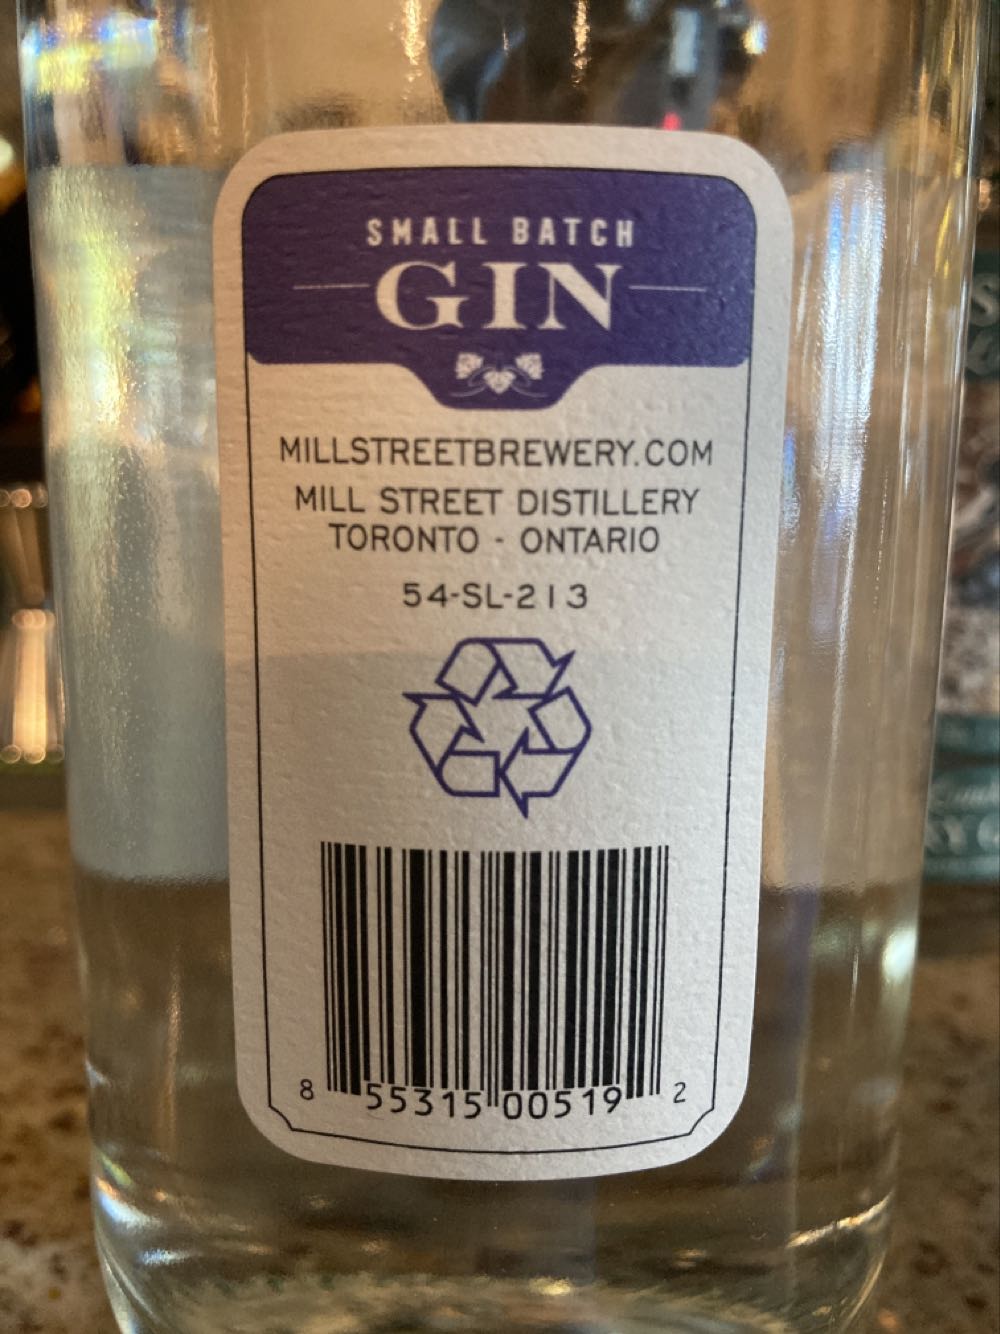 SMALL BATCH
GIN
MILLSTREETBREWERY.COM
MILL STREET DISTILLERY
TORONTO - ONTARIO
54-SL-213
8 55315 00519 2